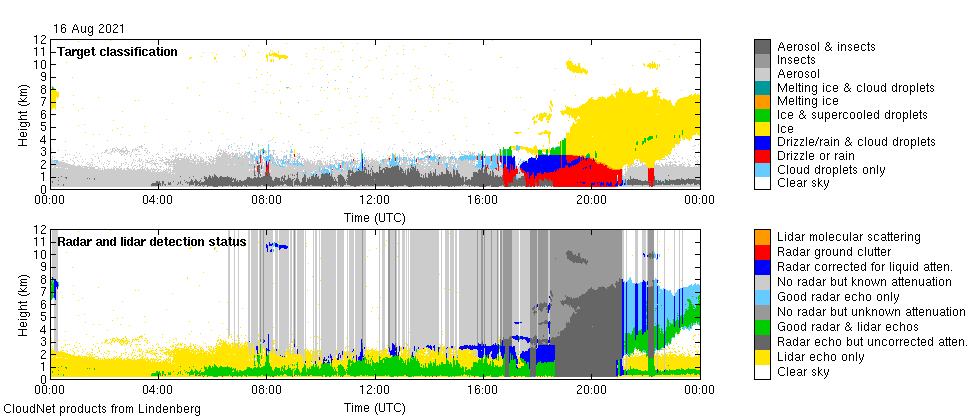 16 Aug 2021
Target classification
12
11
10
9
8
7
6
5
4
3
2
1
0
Height (km)
00:00 04:00 08:00 12:00 16:00 20:00 00:00
Time (UTC)
Aerosol & insects
Insects
Aerosol
Melting ice & cloud droplets
Melting ice
Ice & supercooled droplets
Ice
Drizzle/rain & cloud droplets
Drizzle or rain
Cloud droplets only
Clear sky
Radar and lidar detection status
12
11
10
9
8
7
6
5
4
3
2
1
0
Height (km)
00:00 04:00 08:00 12:00 16:00 20:00 00:00
Time (UTC)
Lidar molecular scattering
Radar ground clutter
Radar corrected for liquid atten.
No radar but known attenuation
Good radar echo only
No radar but unknown attenuation
Good radar & lidar echos
Radar echo but uncorrected atten.
Lidar echo only
Clear sky
CloudNet products from Lindenberg